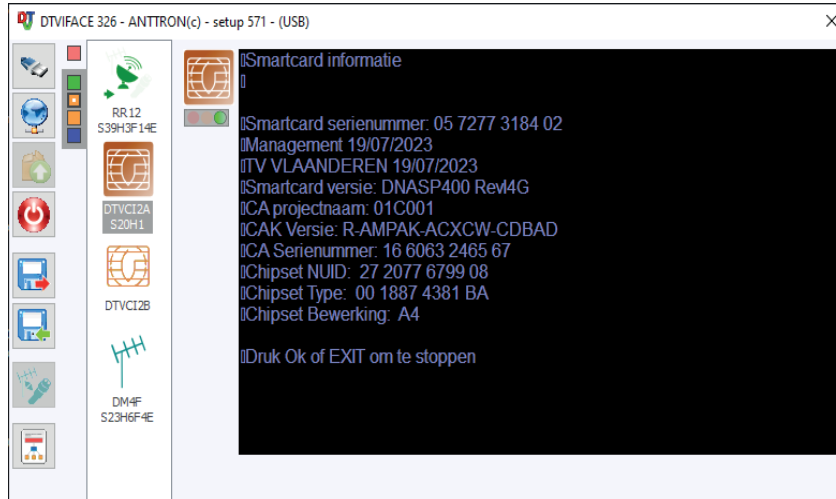 DTVIFACE 326 - ANTTRON(c) - setup 571 - (USB)
RR12
S39H3F14E
DTVCI2A
S20H1
DTVCI2B
DM4F
S23H6F4E
Smartcard informatie
Smartcard serienummer: 05 7277 3184 02
Management 19/07/2023
TV VLAANDEREN 19/07/2023
Smartcard versie: DNASP400 RevI4G
CA projectnaam: 01C001
CAK Versie: R-AMPAK-ACXCW-CDBAD
CA Serienummer: 16 6063 2465 67
Chipset NUID: 27 2077 6799 08
Chipset Type: 00 1887 4381 BA
Chipset Bewerking: A4
Druk Ok of EXIT om te stoppen